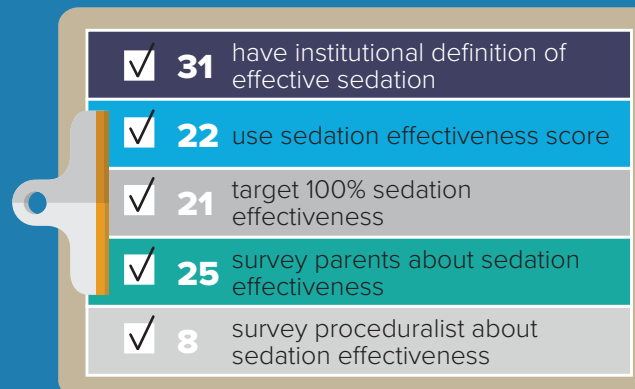 31 have institutional definition of
effective sedation
22 use sedation effectiveness score
21 target 100% sedation
effectiveness
25 survey parents about sedation
effectiveness
8 survey proceduralist about
sedation effectiveness